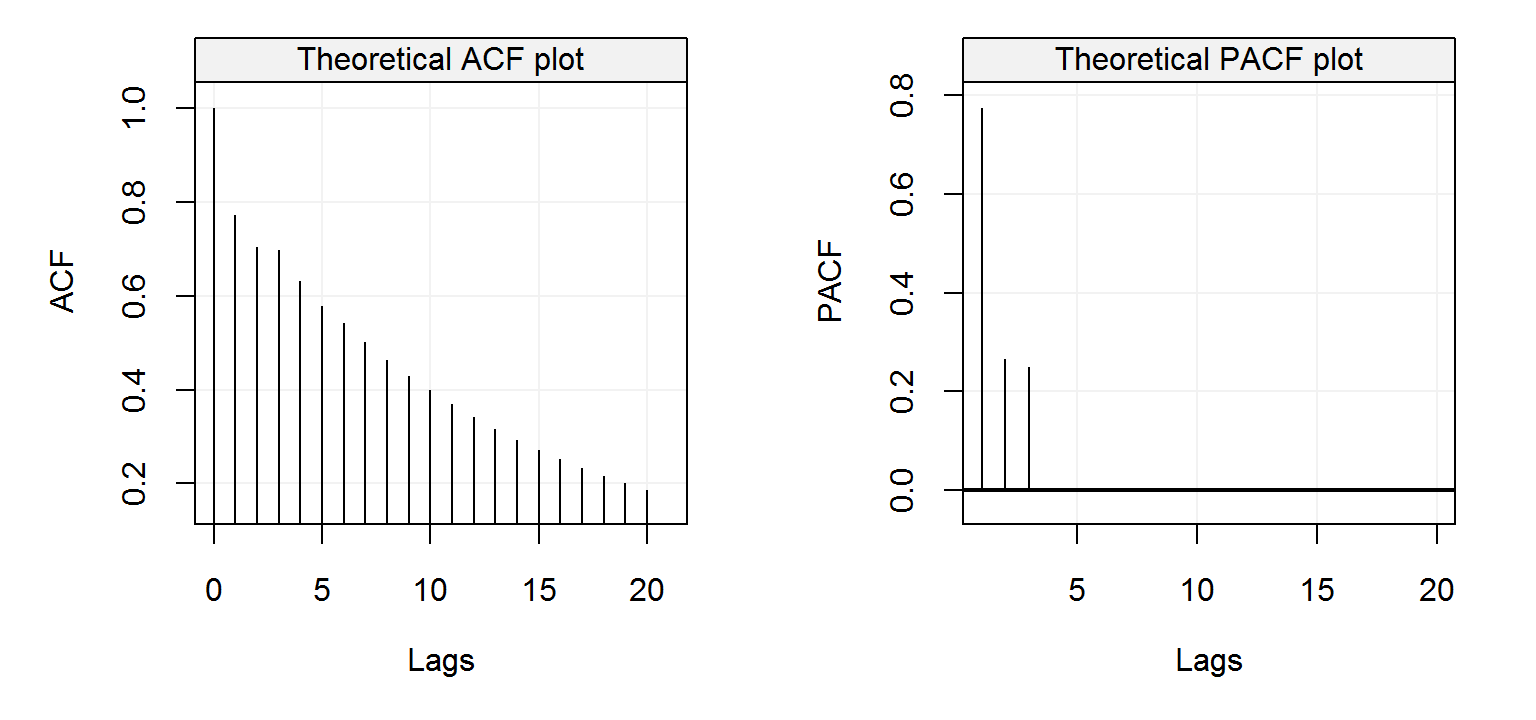 Theoretical ACF plot
ACF
1.0
0.8
0.6
0.4
0.2
0 5 10 15 20
Lags
Theoretical PACF plot
PACF
0.8
0.6
0.4
0.2
0.0
5 10 15 20
Lags